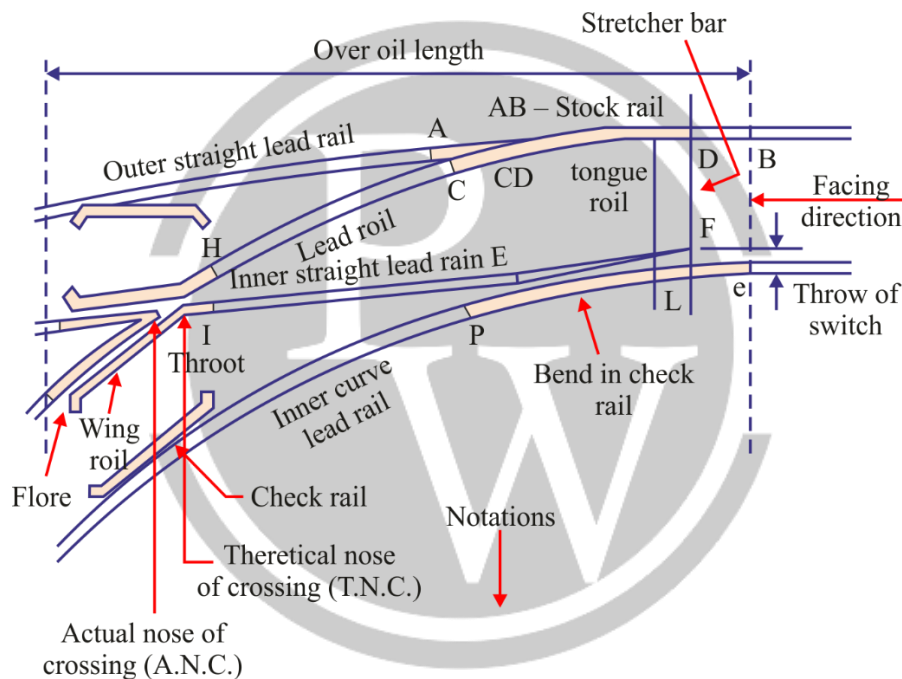 Stretcher bar
Over oil length
AB – Stock rail
A
Outer straight lead rail
C
CD
tongue
roil
D
B
Facing
direction
H
Lead roil
F
Inner straight lead rain E
I
L
e
Throw of
switch
P
Throot
Bend in check
rail
Inner curve
lead rail
Wing
roil
Flore
Check rail
Notations
Theretical nose
of crossing (T.N.C.)
Actual nose of
crossing (A.N.C.)
P
W